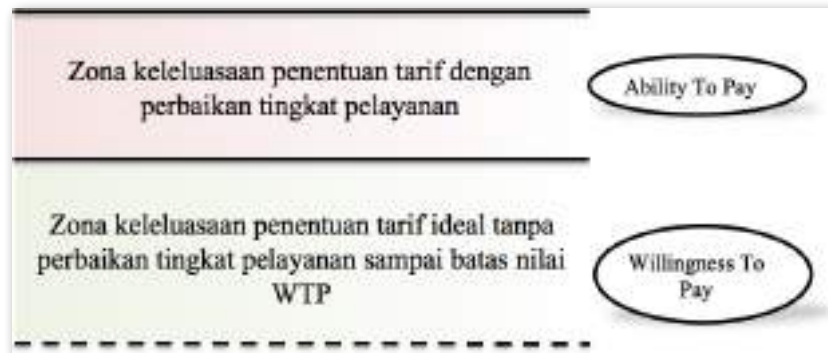 Zona keleluasaan penentuan tarif dengan
perbaikan tingkat pelayanan
Ability To Pay
Zona keleluasaan penentuan tarif ideal tanpa
perbaikan tingkat pelayanan sampai batas nilai
WTP
Willingness To
Pay